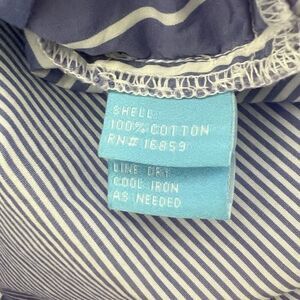 SHELL
100% COTTON
RN# 16859
LINE DRY
COOL IRON
AS NEEDED